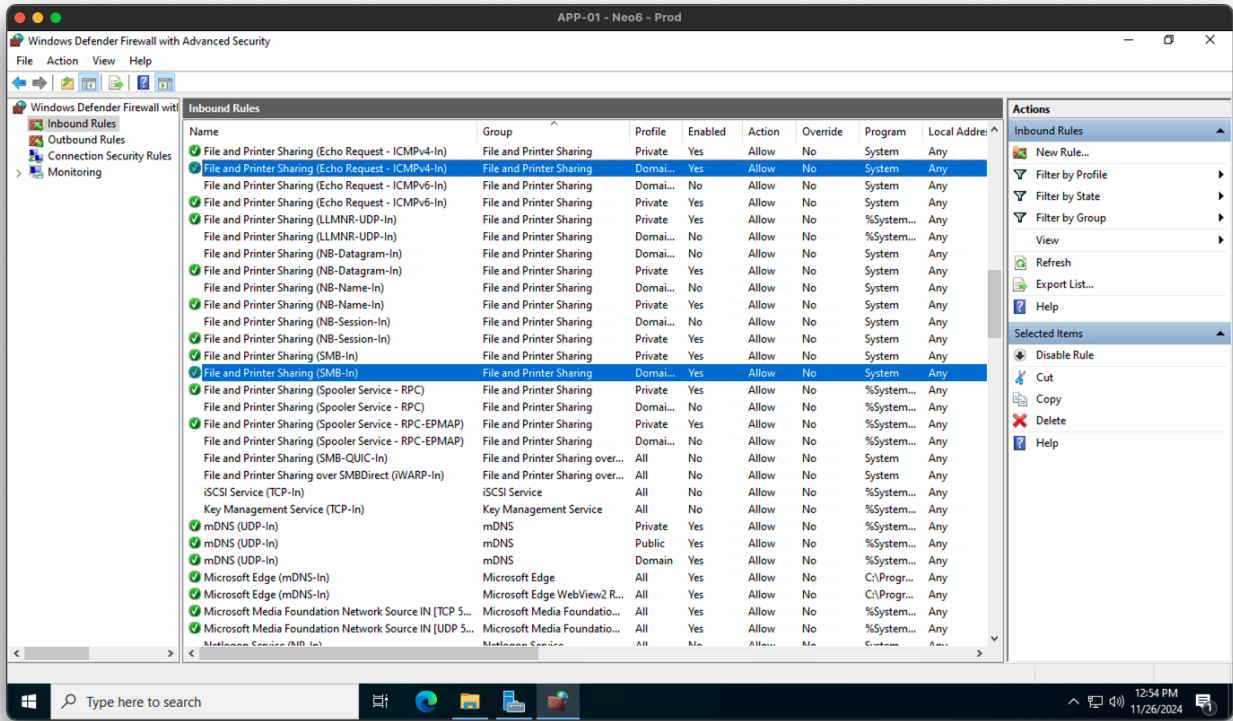 APP-01 - Neo6 - Prod
Windows Defender Firewall with Advanced Security
File Action View Help
Windows Defender Firewall with
Inbound Rules
Outbound Rules
Connection Security Rules
Monitoring
Inbound Rules
Name Group Profile Enabled Action Override Program Local Addre
File and Printer Sharing (Echo Request - ICMPv4-In) File and Printer Sharing Private Yes Allow No System Any
File and Printer Sharing (Echo Request - ICMPv4-In) File and Printer Sharing Domai... Yes Allow No System Any
File and Printer Sharing (Echo Request - ICMPv6-In) File and Printer Sharing Domai... No Allow No System Any
File and Printer Sharing (Echo Request - ICMPv6-In) File and Printer Sharing Private Yes Allow No System Any
File and Printer Sharing (LLMNR-UDP-In) File and Printer Sharing Private Yes Allow No %System... Any
File and Printer Sharing (LLMNR-UDP-In) File and Printer Sharing Domai... No Allow No %System... Any
File and Printer Sharing (NB-Datagram-In) File and Printer Sharing Domai... No Allow No System Any
File and Printer Sharing (NB-Datagram-In) File and Printer Sharing Private Yes Allow No System Any
File and Printer Sharing (NB-Name-In) File and Printer Sharing Domai... No Allow No System Any
File and Printer Sharing (NB-Name-In) File and Printer Sharing Private Yes Allow No System Any
File and Printer Sharing (NB-Session-In) File and Printer Sharing Domai... No Allow No System Any
File and Printer Sharing (NB-Session-In) File and Printer Sharing Private Yes Allow No System Any
File and Printer Sharing (SMB-In) File and Printer Sharing Private Yes Allow No System Any
File and Printer Sharing (SMB-In) File and Printer Sharing Domai... Yes Allow No System Any
File and Printer Sharing (Spooler Service - RPC) File and Printer Sharing Private Yes Allow No %System... Any
File and Printer Sharing (Spooler Service - RPC) File and Printer Sharing Domai... No Allow No %System... Any
File and Printer Sharing (Spooler Service - RPC-EPMAP) File and Printer Sharing Private Yes Allow No %System... Any
File and Printer Sharing (Spooler Service - RPC-EPMAP) File and Printer Sharing Domai... No Allow No %System... Any
File and Printer Sharing (SMB-QUIC-In) File and Printer Sharing over... All No Allow No System Any
File and Printer Sharing over SMBDirect (iWARP-In) File and Printer Sharing over... All No Allow No System Any
iSCSI Service (TCP-In) iSCSI Service All No Allow No %System... Any
Key Management Service (TCP-In) Key Management Service All No Allow No %System... Any
mDNS (UDP-In) mDNS Private Yes Allow No %System... Any
mDNS (UDP-In) mDNS Public Yes Allow No %System... Any
mDNS (UDP-In) mDNS Domain Yes Allow No %System... Any
Microsoft Edge (mDNS-In) Microsoft Edge All Yes Allow No C:\Progr... Any
Microsoft Edge (mDNS-In) Microsoft Edge WebView2 R... All Yes Allow No C:\Progr... Any
Microsoft Media Foundation Network Source IN [TCP 5... Microsoft Media Foundatio... All Yes Allow No %System... Any
Microsoft Media Foundation Network Source IN [UDP 5... Microsoft Media Foundatio... All Yes Allow No %System... Any
Netlogon Service (NP-In) Netlogon Service All No Allow No System Any
Actions
Inbound Rules
New Rule...
Filter by Profile
Filter by State
Filter by Group
View
Refresh
Export List...
Help
Selected Items
Disable Rule
Cut
Copy
Delete
Help
Type here to search
12:54 PM
11/26/2024
1